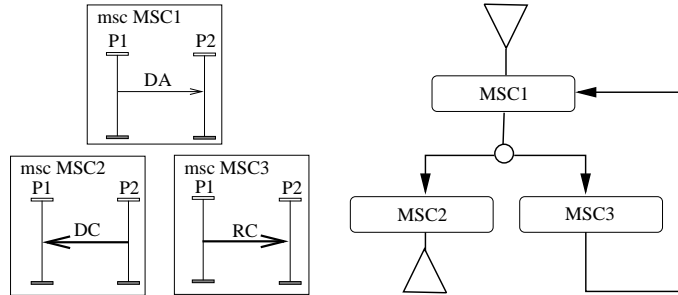 msc MSC1
P1 P2
DA
msc MSC2
P1 P2
DC
msc MSC3
P1 P2
RC
MSC1
MSC2
MSC3